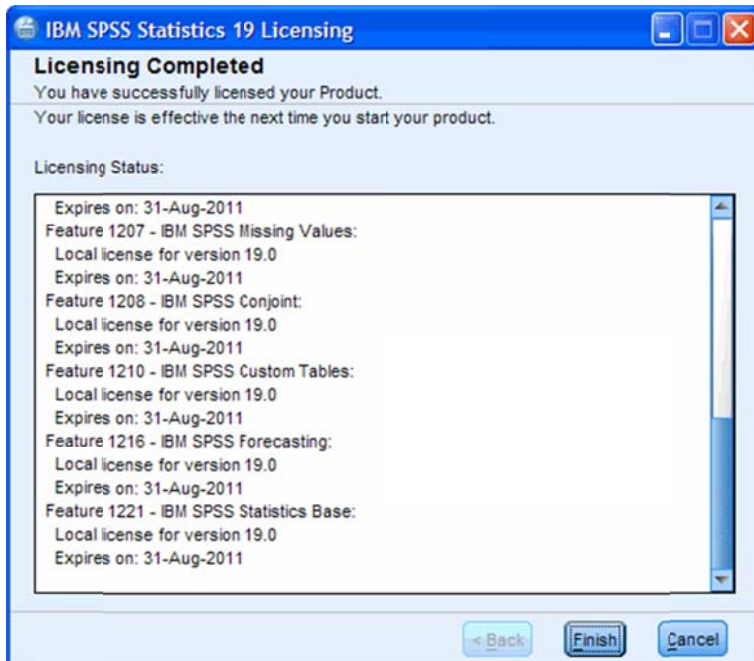 IBM SPSS Statistics 19 Licensing
Licensing Completed
You have successfully licensed your Product.
Your license is effective the next time you start your product.
Licensing Status:
Expires on: 31-Aug-2011
Feature 1207 - IBM SPSS Missing Values:
Local license for version 19.0
Expires on: 31-Aug-2011
Feature 1208 - IBM SPSS Conjoint:
Local license for version 19.0
Expires on: 31-Aug-2011
Feature 1210 - IBM SPSS Custom Tables:
Local license for version 19.0
Expires on: 31-Aug-2011
Feature 1216 - IBM SPSS Forecasting:
Local license for version 19.0
Expires on: 31-Aug-2011
Feature 1221 - IBM SPSS Statistics Base:
Local license for version 19.0
Expires on: 31-Aug-2011
< Back Finish Cancel